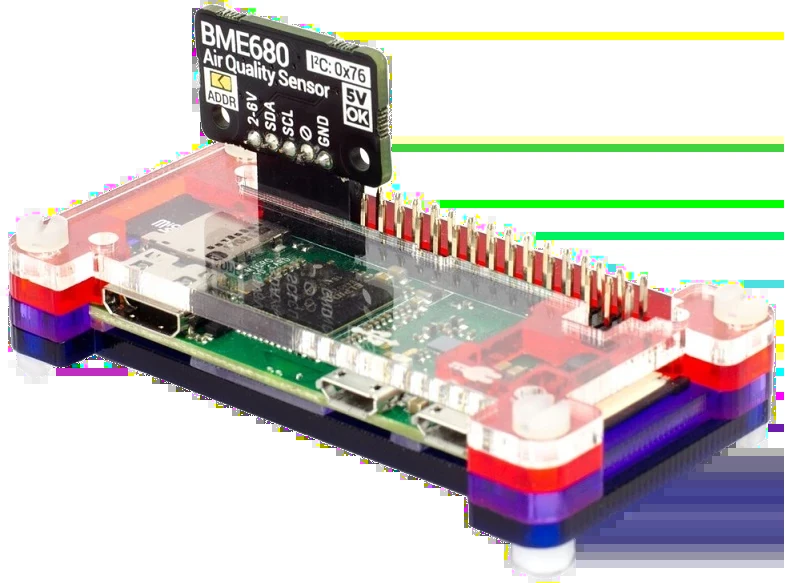 BME680
Air Quality Sensor
I²C: 0x76
ADDR
5V
OK
2-6V
SDA
SCL
GND